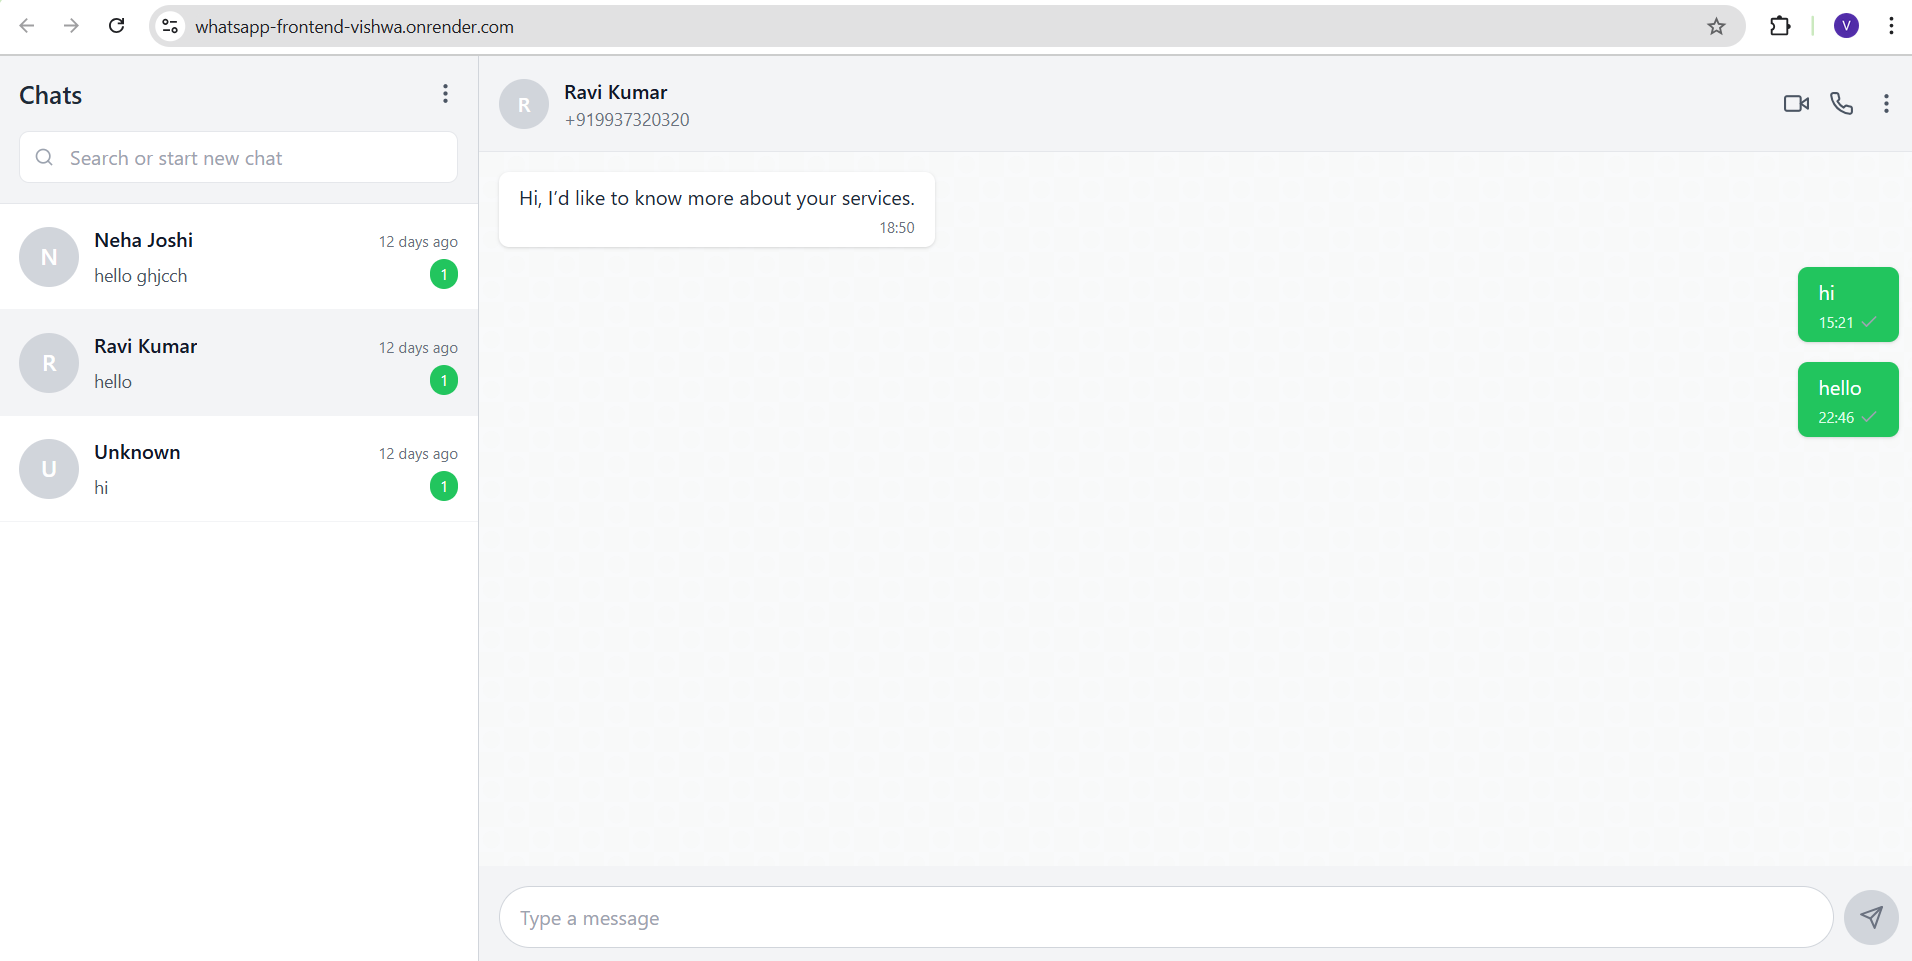 whatsapp-frontend-vishwa.onrender.com
V
Chats
Search or start new chat
N
Neha Joshi
12 days ago
hello ghjcch
1
R
Ravi Kumar
12 days ago
hello
1
U
Unknown
12 days ago
hi
1
R
Ravi Kumar
+919937320320
Hi, I’d like to know more about your services.
18:50
hi
15:21
hello
22:46
Type a message